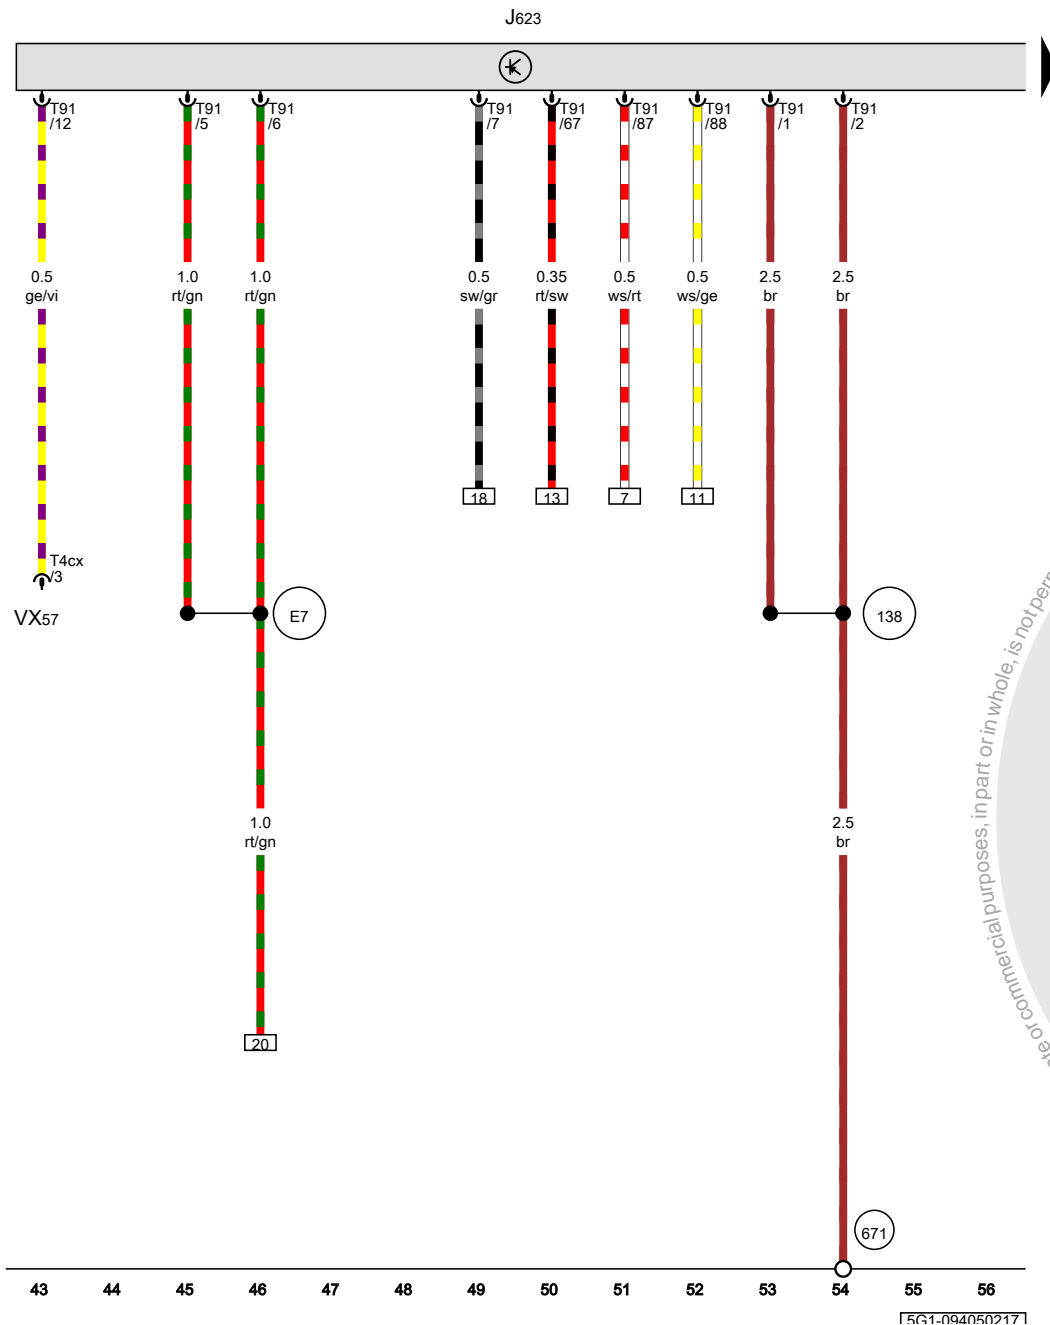 J623
T91 T91 T91 T91 T91 T91 T91 T91 T91
/12 /5 /6 /7 /67 /87 /88 /1 /2
0.5 1.0 1.0 0.5 0.35 0.5 0.5 2.5 2.5
ge/vi rt/gn rt/gn sw/gr rt/sw ws/rt ws/ge br br
18 13 7 11
T4cx
/3
VX57 E7 138
1.0 2.5
rt/gn br
20
671
43 44 45 46 47 48 49 50 51 52 53 54 55 56
5G1-094050217
commercial purposes, in part or in whole, is not